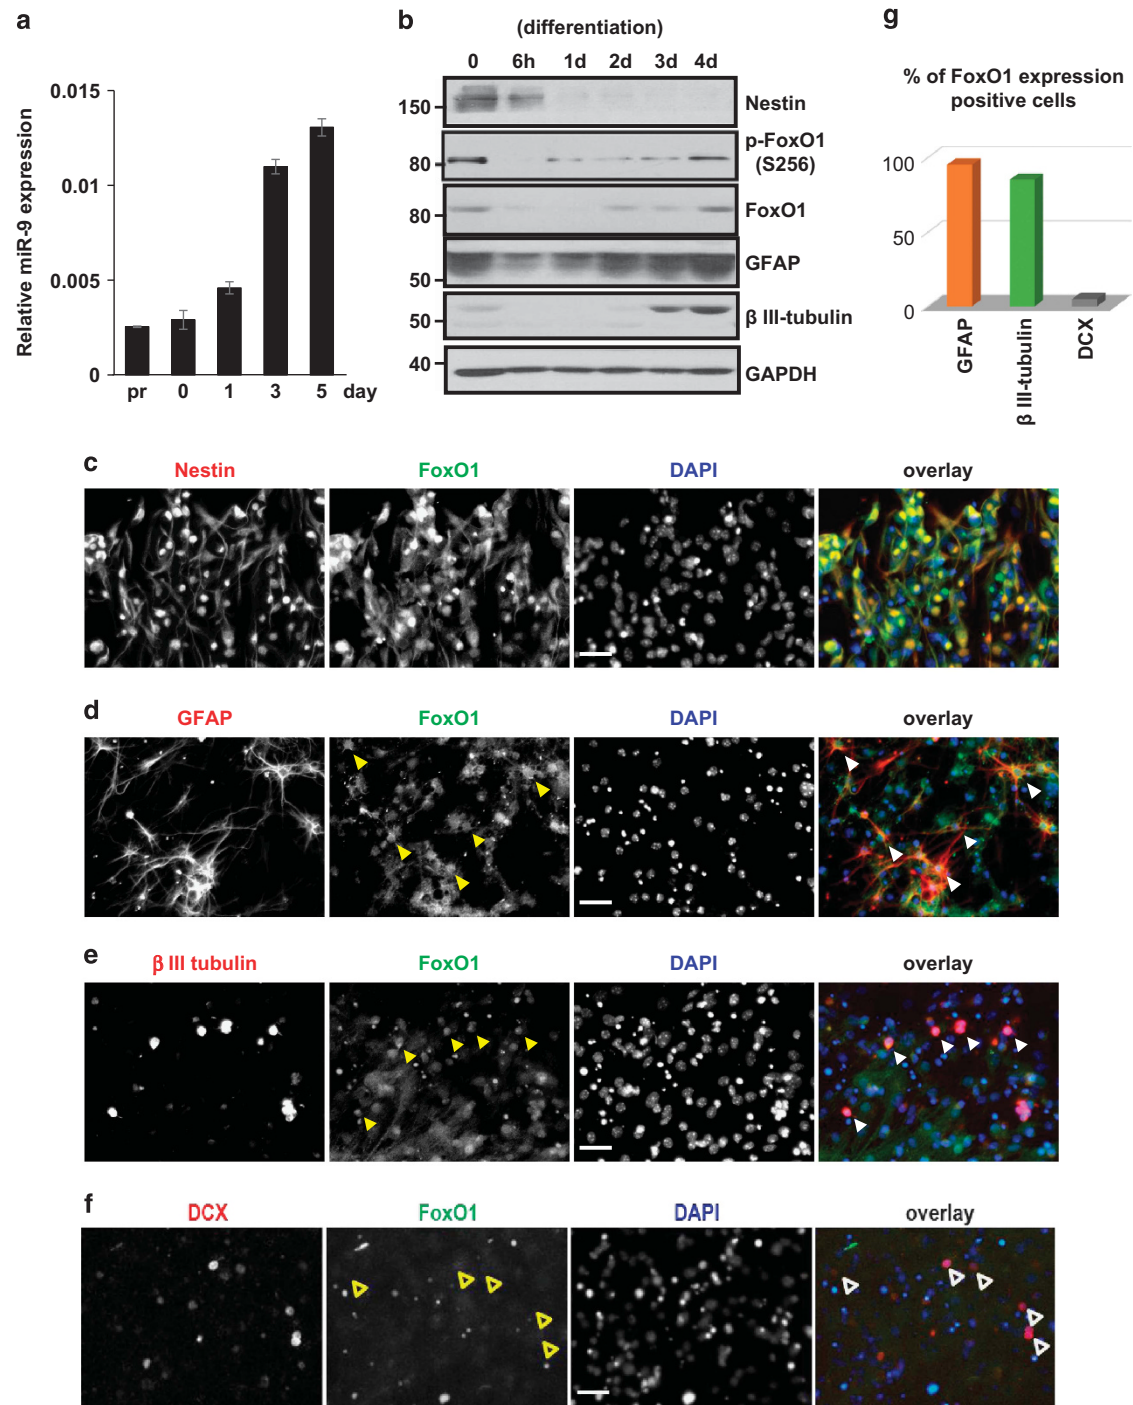 a
Relative miR-9 expression
0.015
0.01
0.005
0
pr 0 1 3 5 day
b
(differentiation)
0 6h 1d 2d 3d 4d
150
Nestin
80
p-FoxO1
(S256)
80
FoxO1
50
GFAP
50
β III-tubulin
40
GAPDH
g
% of FoxO1 expression
positive cells
100
50
0
GFAP
β III-tubulin
DCX
c
Nestin FoxO1 DAPI overlay
d
GFAP FoxO1 DAPI overlay
e
β III tubulin FoxO1 DAPI overlay
f
DCX FoxO1 DAPI overlay